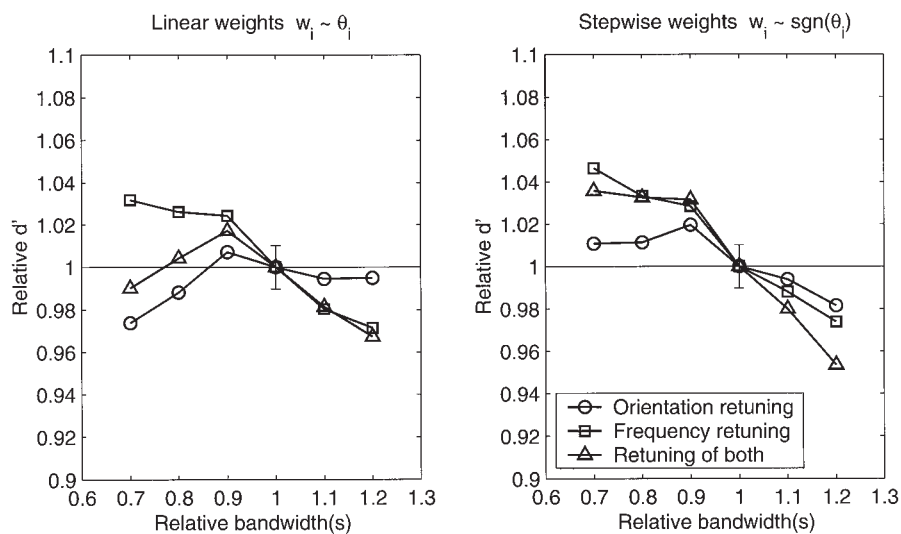 Linear weights w_i ~ θ_i
1.1
1.08
1.06
1.04
1.02
1
0.98
0.96
0.94
0.92
0.9
Relative d'
0.6 0.7 0.8 0.9 1 1.1 1.2 1.3
Relative bandwidth(s)
Stepwise weights w_i ~ sgn(θ_i)
1.1
1.08
1.06
1.04
1.02
1
0.98
0.96
0.94
0.92
0.9
Relative d'
Orientation retuning
Frequency retuning
Retuning of both
0.6 0.7 0.8 0.9 1 1.1 1.2 1.3
Relative bandwidth(s)